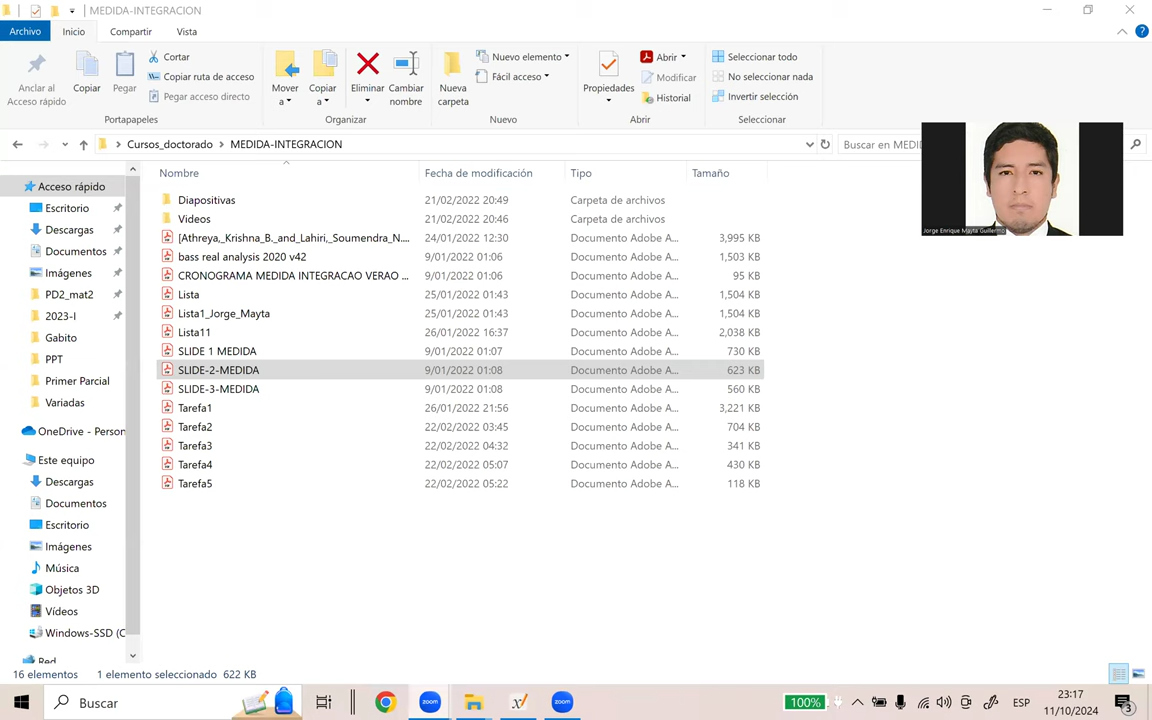 MEDIDA-INTEGRACION
Archivo Inicio Compartir Vista
Anclar al Acceso rápido
Copiar
Pegar
Cortar
Copiar ruta de acceso
Pegar acceso directo
Portapapeles
Mover a
Copiar a
Eliminar
Cambiar nombre
Organizar
Nueva carpeta
Nuevo elemento
Fácil acceso
Nuevo
Propiedades
Abrir
Modificar
Historial
Abrir
Seleccionar todo
No seleccionar nada
Invertir selección
Seleccionar
Cursos_doctorado > MEDIDA-INTEGRACION
Buscar en MEDI
Jorge Enrique Mayta Guillermo
Acceso rápido
Escritorio
Descargas
Documentos
Imágenes
PD2_mat2
2023-I
Gabito
PPT
Primer Parcial
Variadas
OneDrive - Person
Este equipo
Descargas
Documentos
Escritorio
Imágenes
Música
Objetos 3D
Vídeos
Windows-SSD (C
Red
Nombre Fecha de modificación Tipo Tamaño
Diapositivas 21/02/2022 20:49 Carpeta de archivos
Videos 21/02/2022 20:46 Carpeta de archivos
[Athreya,_Krishna_B._and_Lahiri,_Soumendra_N.... 24/01/2022 12:30 Documento Adobe A... 3,995 KB
bass real analysis 2020 v42 9/01/2022 01:06 Documento Adobe A... 1,503 KB
CRONOGRAMA MEDIDA INTEGRACAO VERAO ... 9/01/2022 01:06 Documento Adobe A... 95 KB
Lista 25/01/2022 01:43 Documento Adobe A... 1,504 KB
Lista1_Jorge_Mayta 25/01/2022 01:43 Documento Adobe A... 1,504 KB
Lista11 26/01/2022 16:37 Documento Adobe A... 2,038 KB
SLIDE 1 MEDIDA 9/01/2022 01:07 Documento Adobe A... 730 KB
SLIDE-2-MEDIDA 9/01/2022 01:08 Documento Adobe A... 623 KB
SLIDE-3-MEDIDA 9/01/2022 01:08 Documento Adobe A... 560 KB
Tarefa1 26/01/2022 21:56 Documento Adobe A... 3,221 KB
Tarefa2 22/02/2022 03:45 Documento Adobe A... 704 KB
Tarefa3 22/02/2022 04:32 Documento Adobe A... 341 KB
Tarefa4 22/02/2022 05:07 Documento Adobe A... 430 KB
Tarefa5 22/02/2022 05:22 Documento Adobe A... 118 KB
16 elementos 1 elemento seleccionado 622 KB
Buscar
zoom
zoom
100%
ESP
23:17
11/10/2024
3